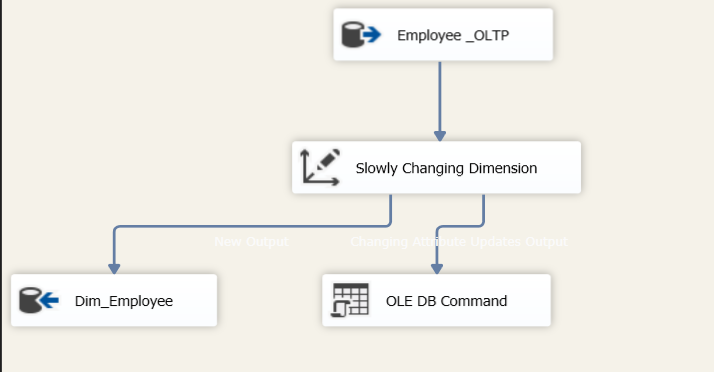 Employee _OLTP
Slowly Changing Dimension
New Output
Changing Attribute Updates Output
Dim_Employee
OLE DB Command